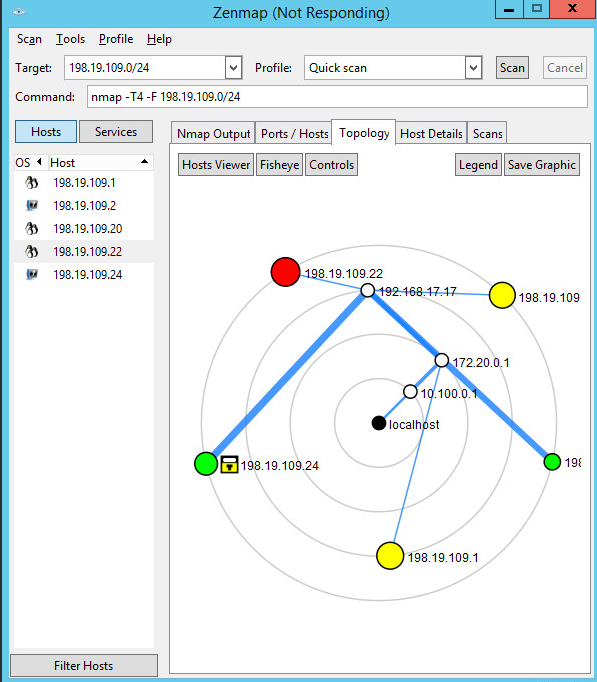 Zenmap (Not Responding)
Scan Tools Profile Help
Target: 198.19.109.0/24 Profile: Quick scan Scan Cancel
Command: nmap -T4 -F 198.19.109.0/24
Hosts Services
Nmap Output Ports / Hosts Topology Host Details Scans
OS Host
Hosts Viewer Fisheye Controls Legend Save Graphic
198.19.109.1
198.19.109.2
198.19.109.20
198.19.109.22
198.19.109.24
198.19.109.22
192.168.17.17
198.19.109
172.20.0.1
10.100.0.1
localhost
198.19.109.24
198
198.19.109.1
Filter Hosts